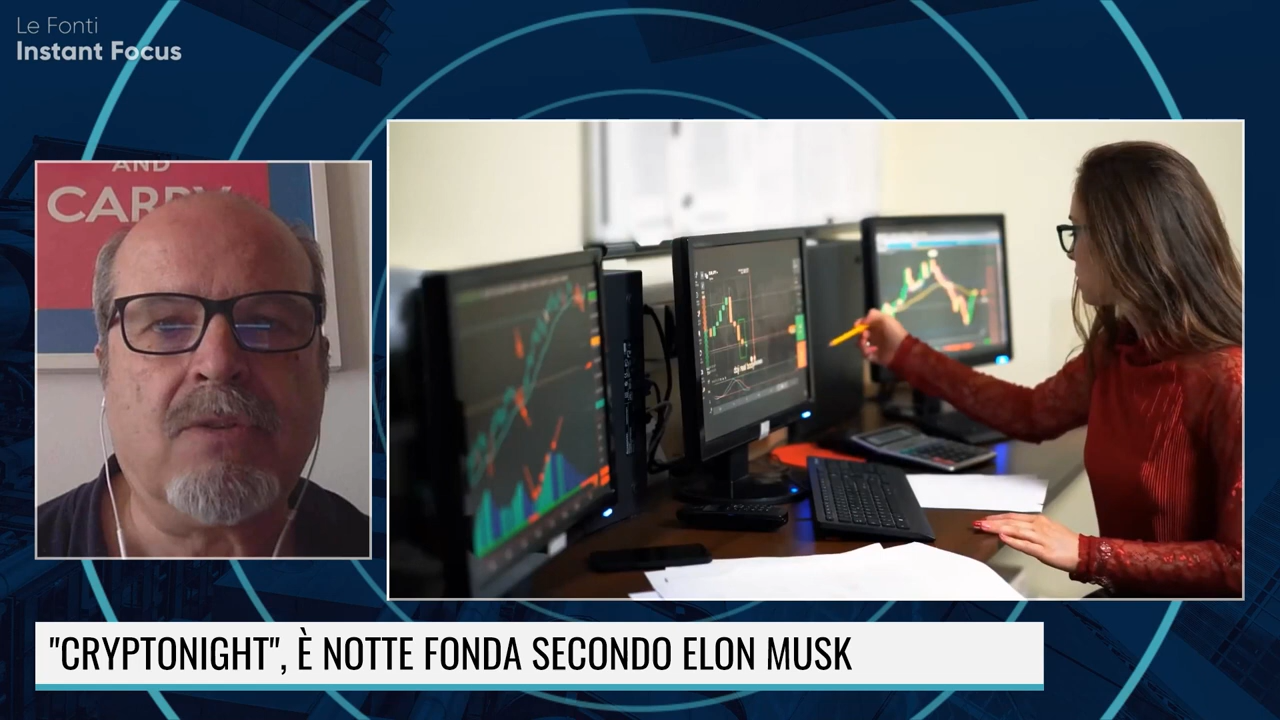 Le Fonti
Instant Focus
AND
CARRY
"CRYPTONIGHT", È NOTTE FONDA SECONDO ELON MUSK